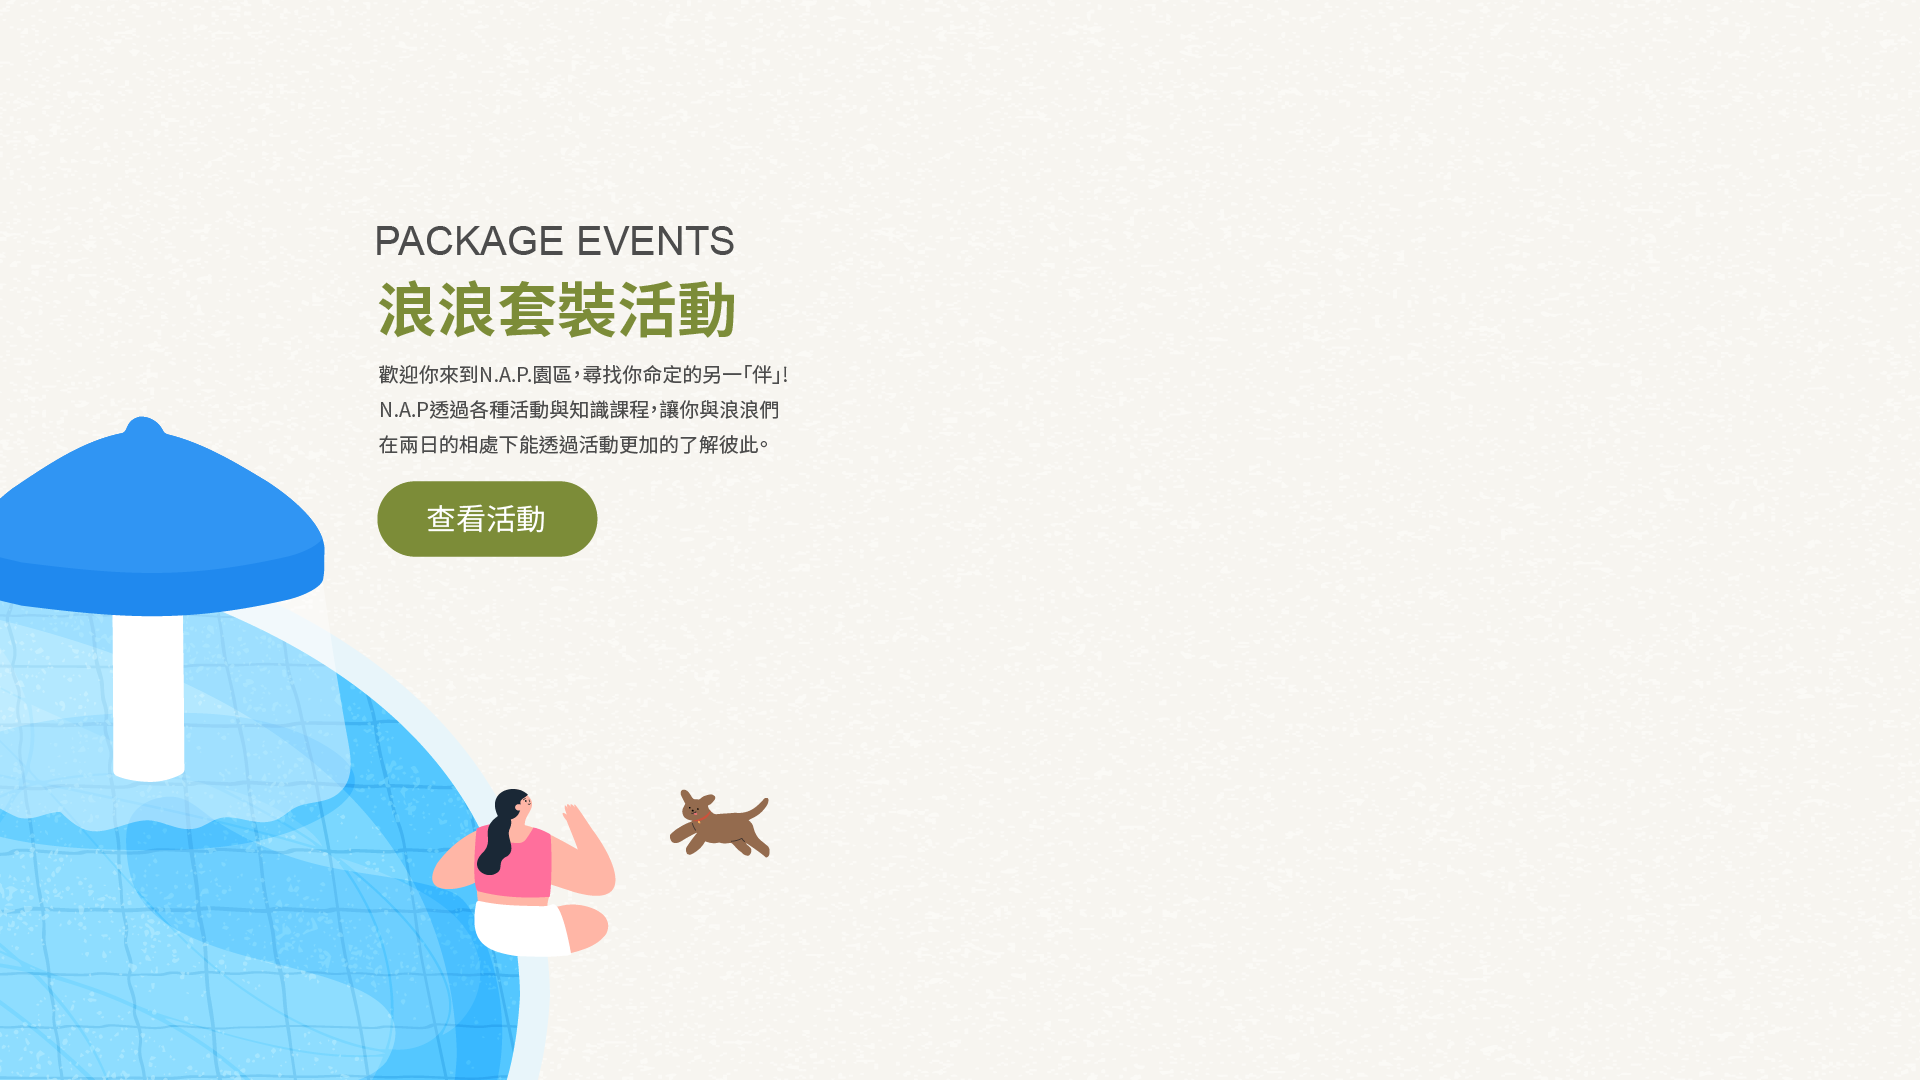 PACKAGE EVENTS
浪浪套裝活動
歡迎你來到N.A.P.園區，尋找你命定的另一「伴」!
N.A.P透過各種活動與知識課程，讓你與浪浪們
在兩日的相處下能透過活動更加的了解彼此。
查看活動